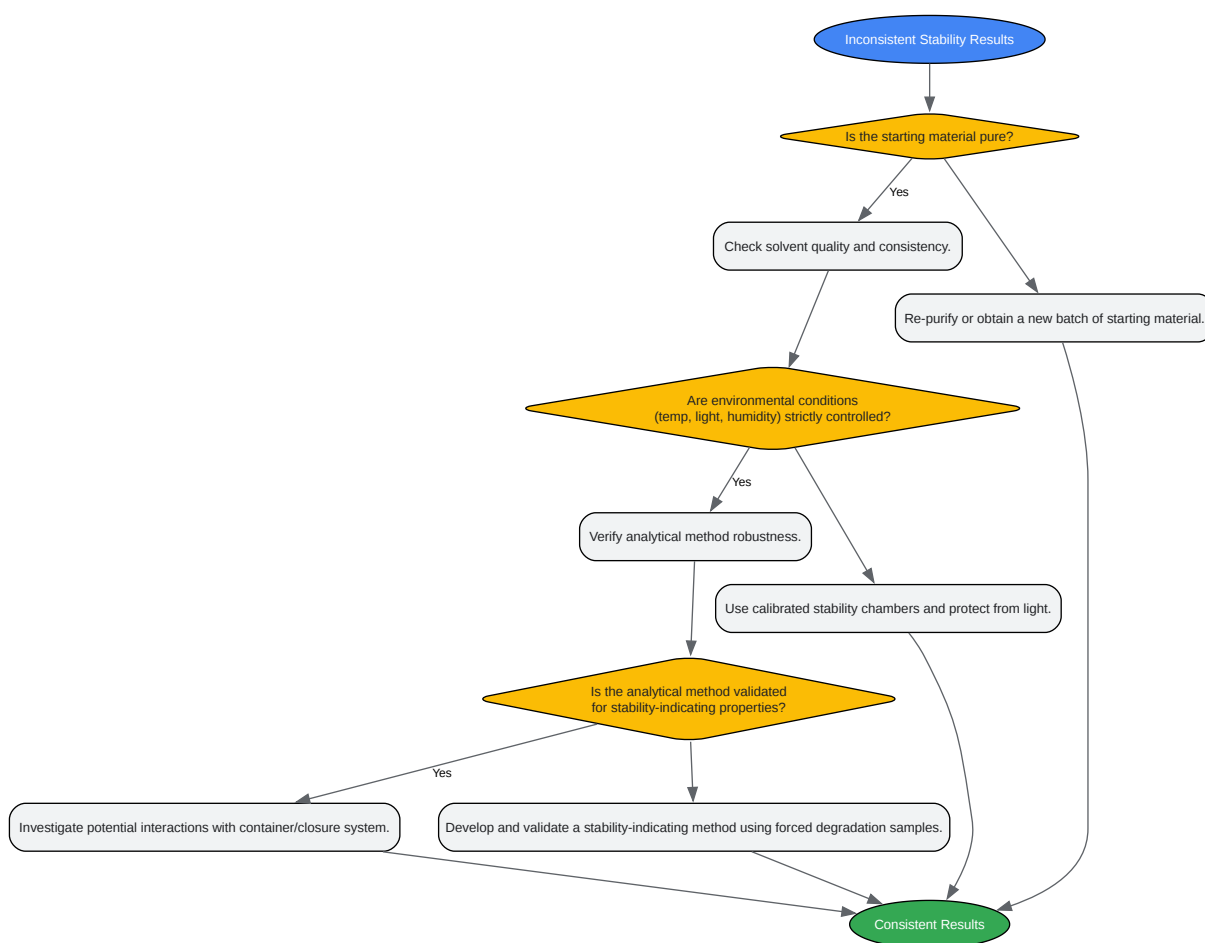 Inconsistent Stability Results
Is the starting material pure?
Yes
Check solvent quality and consistency.
Re-purify or obtain a new batch of starting material.
Are environmental conditions
(temp, light, humidity) strictly controlled?
Yes
Verify analytical method robustness.
Use calibrated stability chambers and protect from light.
Is the analytical method validated
for stability-indicating properties?
Yes
Investigate potential interactions with container/closure system.
Develop and validate a stability-indicating method using forced degradation samples.
Consistent Results